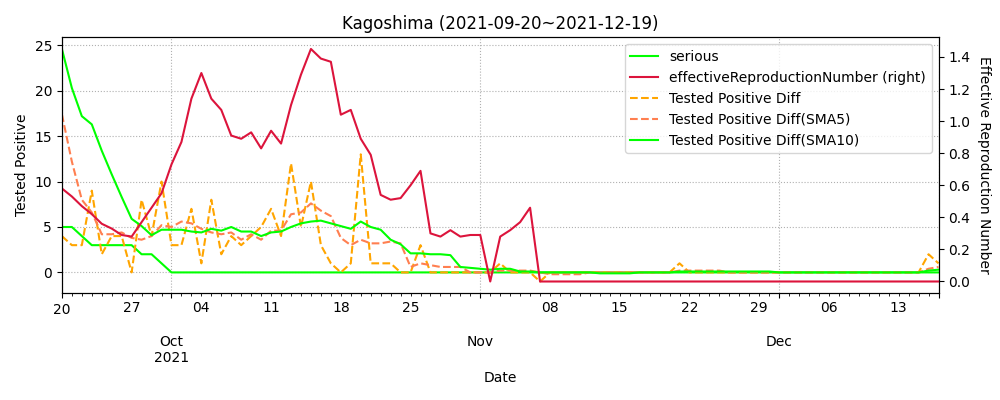 Kagoshima (2021-09-20~2021-12-19)
25
20
15
10
5
0
Tested Positive
1.4
1.2
1.0
0.8
0.6
0.4
0.2
0.0
Effective Reproduction Number
serious
effectiveReproductionNumber (right)
Tested Positive Diff
Tested Positive Diff(SMA5)
Tested Positive Diff(SMA10)
20 27 04 11 18 25 08 15 22 29 06 13
Oct Nov Dec
2021
Date